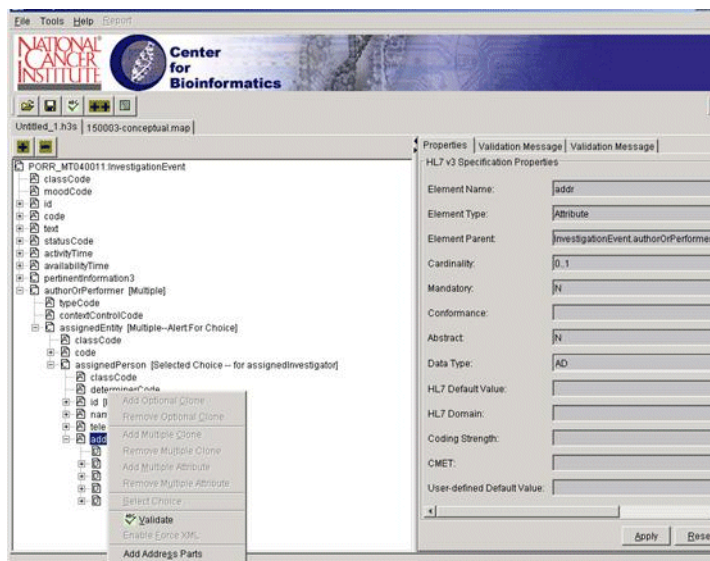 File Tools Help Report
NATIONAL CANCER INSTITUTE
Center
for
Bioinformatics
Untitled_1.h3s 150003-conceptual.map
PORR_MT040011.InvestigationEvent
classCode
moodCode
id
code
text
statusCode
activityTime
availabilityTime
pertinentInformation3
authorOrPerformer [Multiple]
typeCode
contextControlCode
assignedEntity [Multiple--Alert:For Choice]
classCode
code
assignedPerson [Selected Choice -- for assignedInvestigator]
classCode
determinerCode
id
nam
tele
add
Add Optional Clone
Remove Optional Clone
Add Multiple Clone
Remove Multiple Clone
Add Multiple Attribute
Remove Multiple Attribute
Select Choice
Validate
Enable Force XML
Add Address Parts
Properties Validation Message Validation Message
HL7 v3 Specification Properties
Element Name: addr
Element Type: Attribute
Element Parent: InvestigationEvent.authorOrPerformer
Cardinality: 0..1
Mandatory: N
Conformance:
Abstract: N
Data Type: AD
HL7 Default Value:
HL7 Domain:
Coding Strength:
CMET:
User-defined Default Value:
Apply Rese